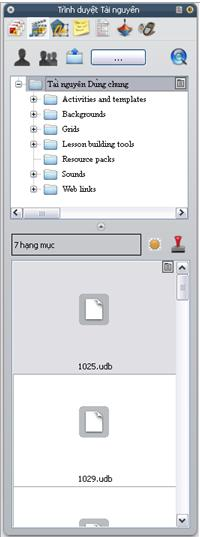 Trình duyệt Tài nguyên
...
Tài nguyên Dùng chung
Activities and templates
Backgrounds
Grids
Lesson building tools
Resource packs
Sounds
Web links
7 hạng mục
1025.udb
1029.udb